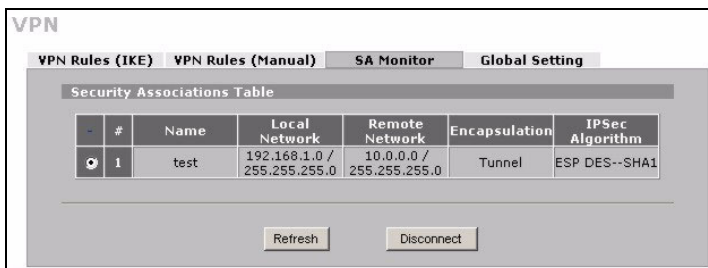 VPN
VPN Rules (IKE) VPN Rules (Manual) SA Monitor Global Setting
Security Associations Table
- # Name Local Network Remote Network Encapsulation IPSec Algorithm
1 test 192.168.1.0 / 255.255.255.0 10.0.0.0 / 255.255.255.0 Tunnel ESP DES--SHA1
Refresh Disconnect